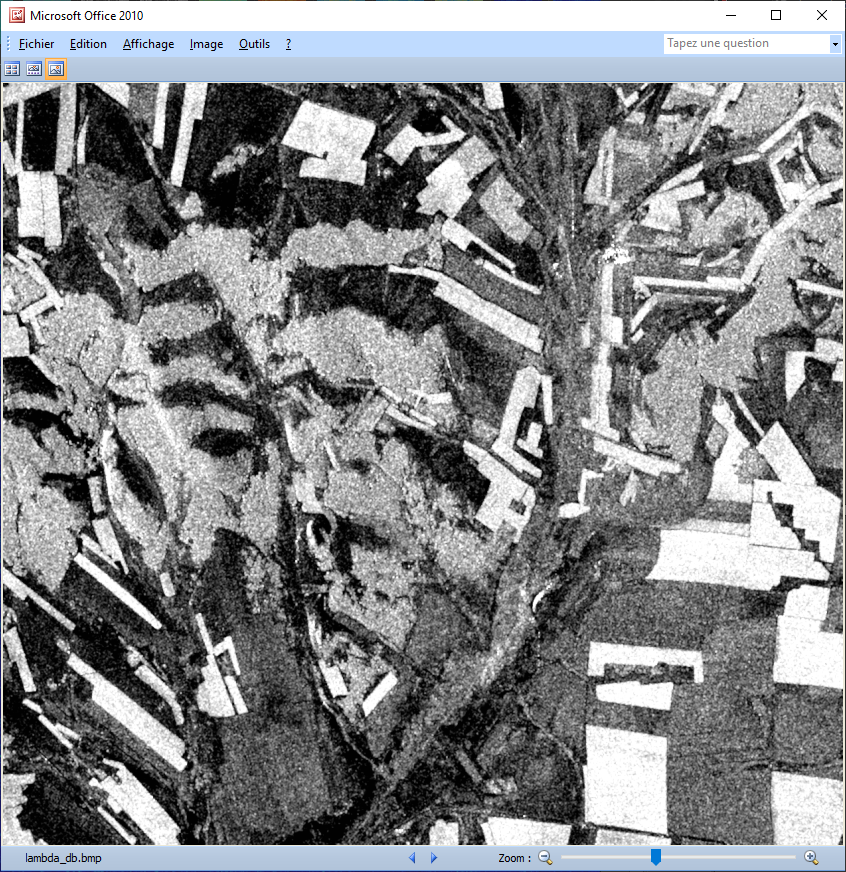 Microsoft Office 2010
Fichier Edition Affichage Image Outils ? Tapez une question
lambda_db.bmp Zoom :